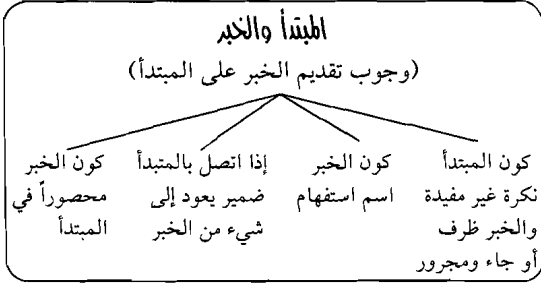 المبتدأ والخبر
(وجوب تقديم الخبر على المبتدأ)
كون المبتدأ
نكرة غير مفيدة
والخبر ظرف
أو جاء ومجرور
كون الخبر
اسم استفهام
إذا اتصل بالمتبدأ
ضمير يعود إلى
شيء من الخبر
كون الخبر
محصوراً في
المبتدأ